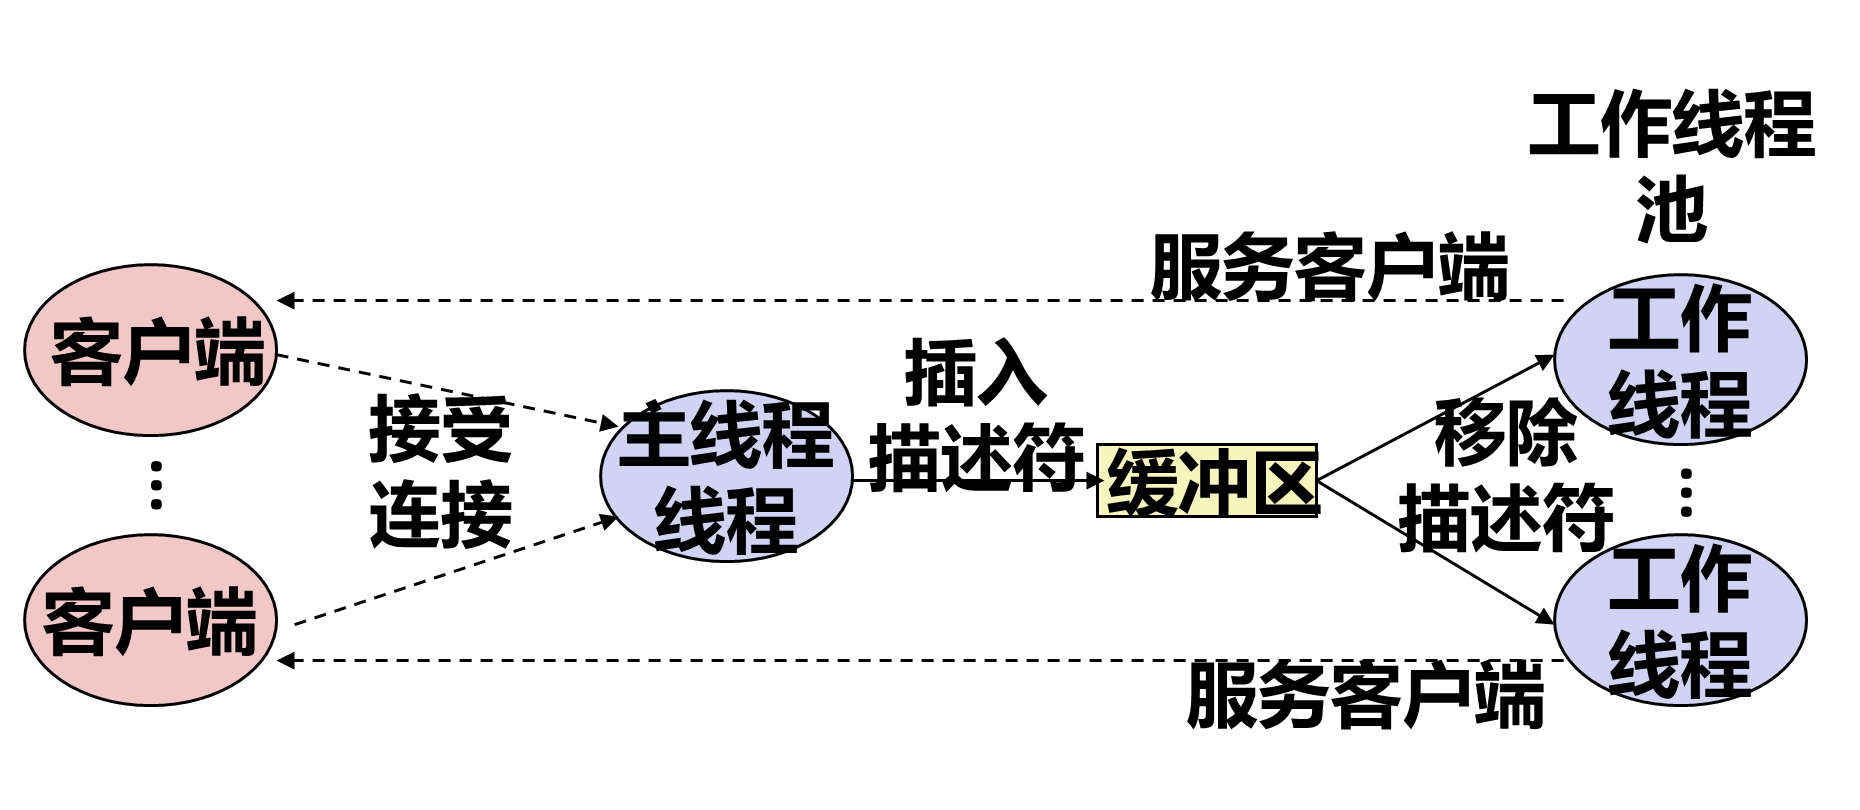 工作线程
池
服务客户端
客户端
接受
连接
主线程
线程
插入
描述符
缓冲区
移除
描述符
工作
线程
客户端
工作
线程
服务客户端